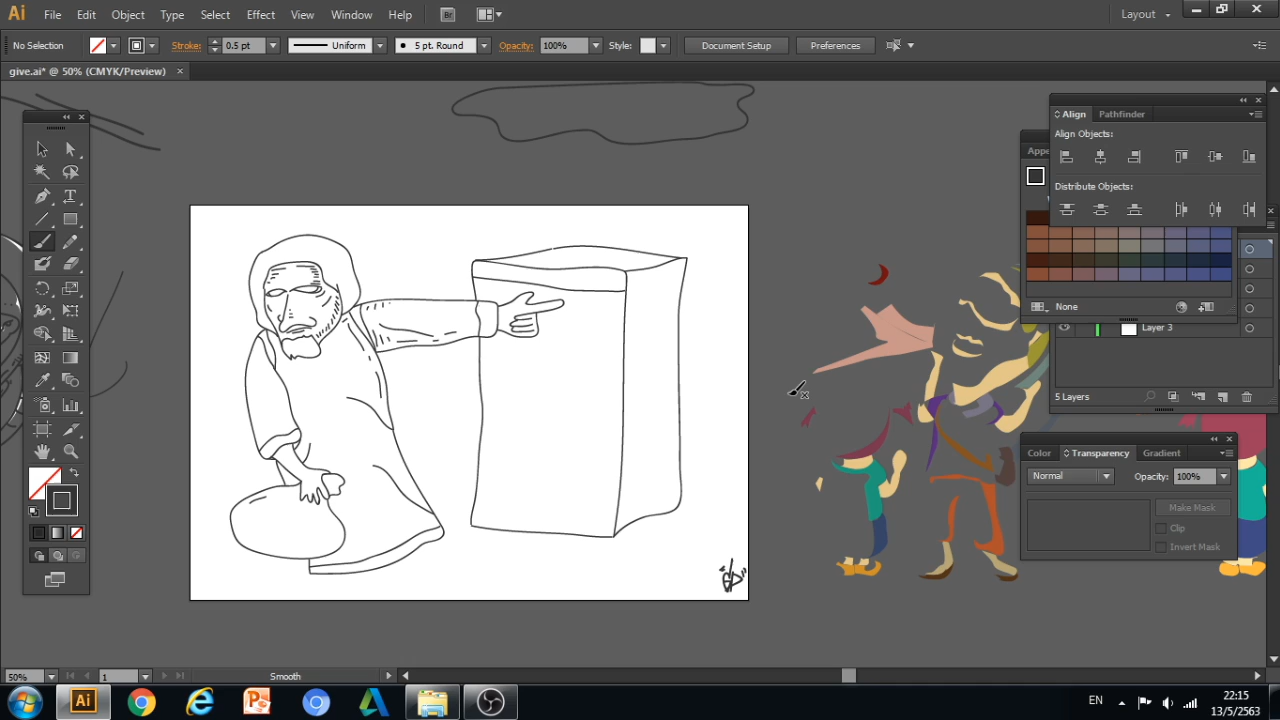 Ai File Edit Object Type Select Effect View Window Help Br Layout
No Selection Stroke: 0.5 pt Uniform 5 pt. Round Opacity: 100% Style: Document Setup Preferences
give.ai* @ 50% (CMYK/Preview)
Align Pathfinder
Align Objects:
Appe
Distribute Objects:
None
Layer 3
5 Layers
Color Transparency Gradient
Normal Opacity: 100%
Make Mask
Clip
Invert Mask
50% 1 Smooth
Ai EN 22:15
13/5/2563